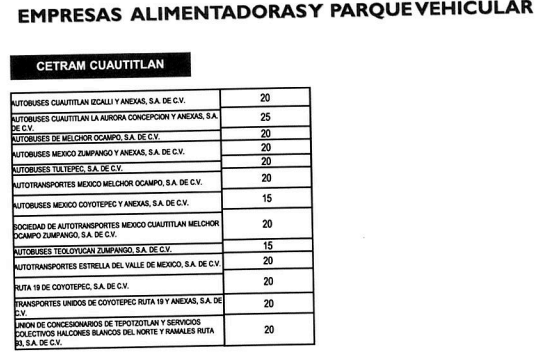 EMPRESAS ALIMENTADORAS Y PARQUE VEHICULAR
CETRAM CUAUTITLAN
AUTOBUSES CUAUTITLAN IZCALLI Y ANEXAS, S.A. DE C.V. 20
AUTOBUSES CUAUTITLAN LA AURORA CONCEPCION Y ANEXAS, S.A. 25
DE C.V.
AUTOBUSES DE MELCHOR OCAMPO, S.A. DE C.V. 20
AUTOBUSES MEXICO ZUMPANGO Y ANEXAS, S.A. DE C.V. 20
AUTOBUSES TULTEPEC, S.A. DE C.V. 20
AUTOTRANSPORTES MEXICO MELCHOR OCAMPO, S.A. DE C.V. 20
AUTOBUSES MEXICO COYOTEPEC Y ANEXAS, S.A. DE C.V. 15
SOCIEDAD DE AUTOTRANSPORTES MEXICO CUAUTITLAN MELCHOR 20
OCAMPO ZUMPANGO, S.A. DE C.V.
AUTOBUSES TEOLOYUCAN ZUMPANGO, S.A. DE C.V. 15
AUTOTRANSPORTES ESTRELLA DEL VALLE DE MEXICO, S.A. DE C.V. 20
RUTA 19 DE COYOTEPEC, S.A. DE C.V. 20
TRANSPORTES UNIDOS DE COYOTEPEC RUTA 19 Y ANEXAS, S.A. DE 20
C.V.
UNION DE CONCESIONARIOS DE TEPOTZOTLAN Y SERVICIOS
COLECTIVOS HALCONES BLANCOS DEL NORTE Y RAMALES RUTA 20
93, S.A. DE C.V.